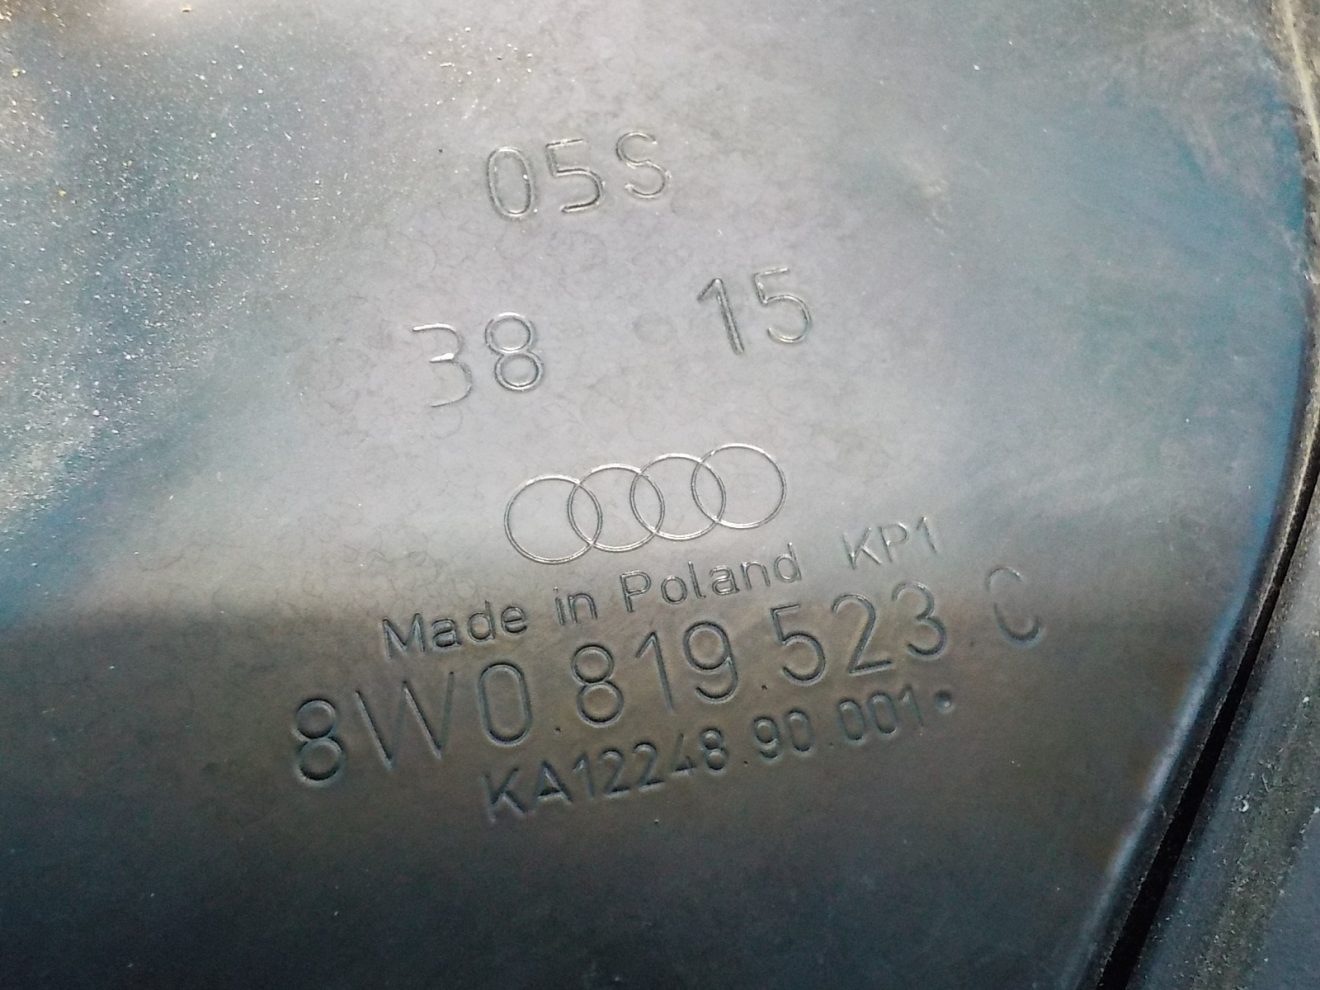 05S
38 15
Made in Poland KP1
8W0.819.523.C
KA12248.90.001